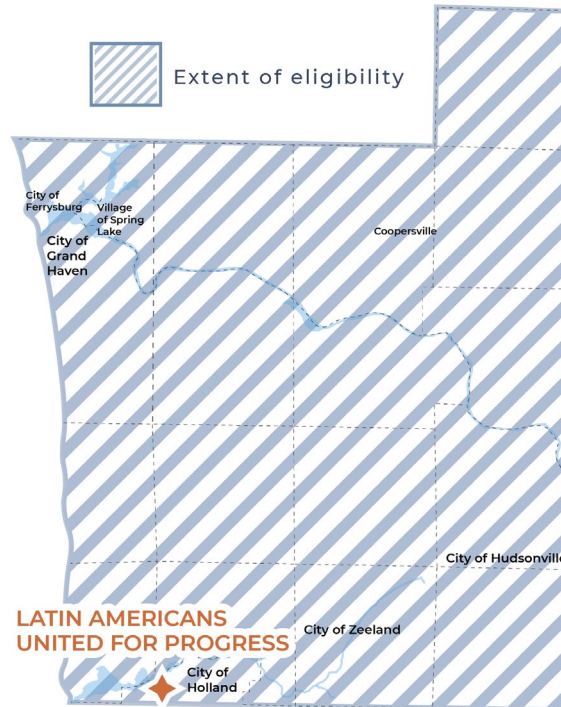 Extent of eligibility
City of
Ferrysburg
Village
of Spring
Lake
City of
Grand
Haven
Coopersville
City of Hudsonville
LATIN AMERICANS
UNITED FOR PROGRESS
City of Zeeland
City of
Holland